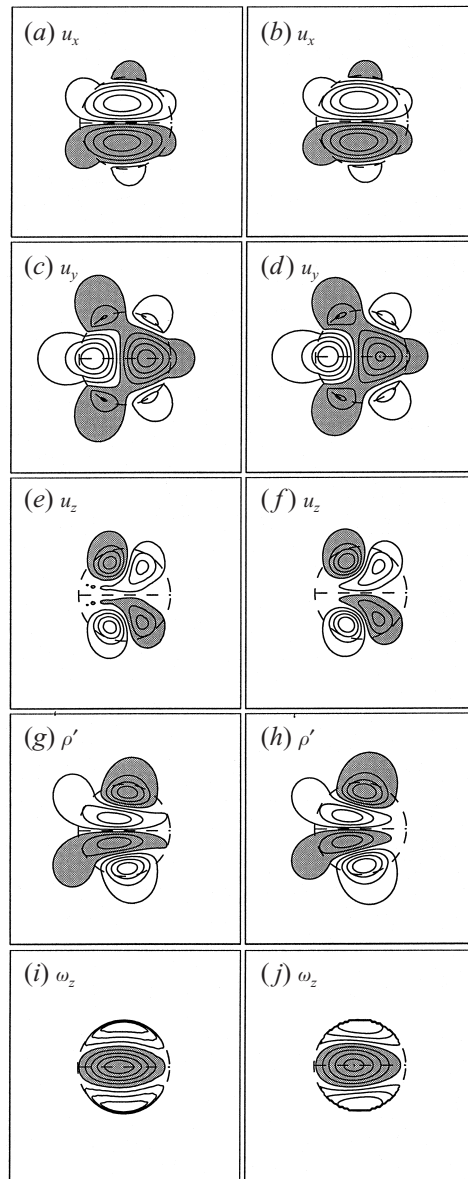 (a) u_x
(b) u_x
(c) u_y
(d) u_y
(e) u_z
(f) u_z
(g) ρ′
(h) ρ′
(i) ω_z
(j) ω_z